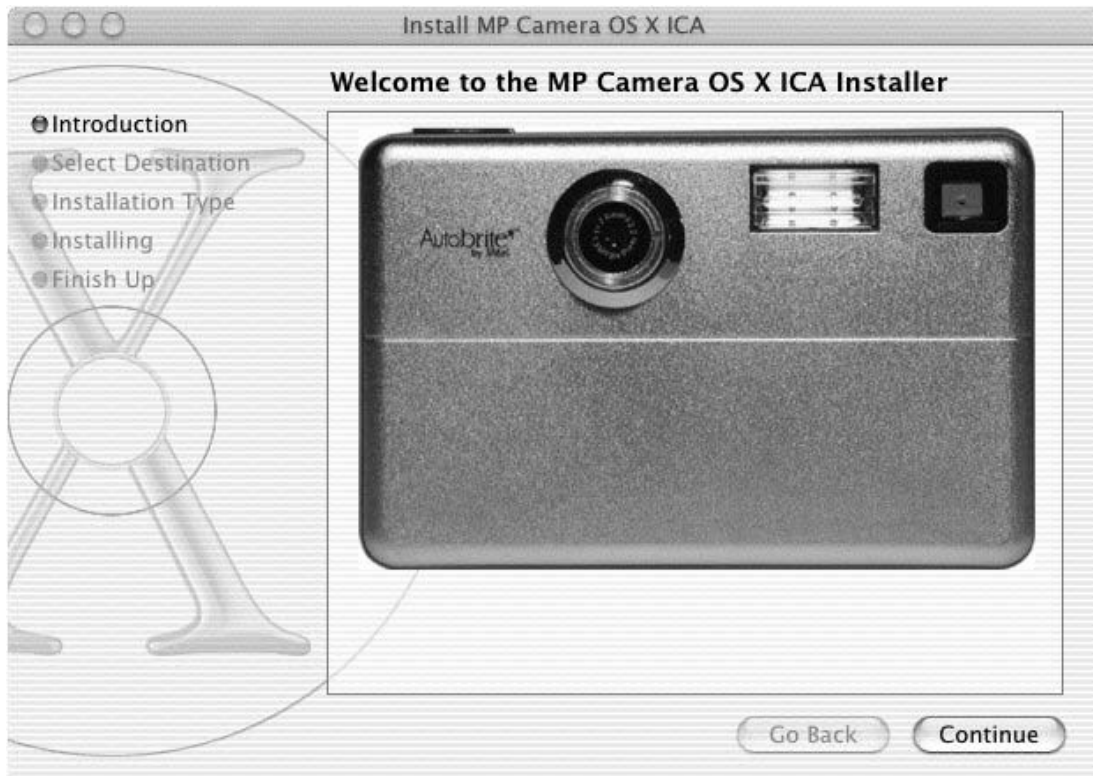 Install MP Camera OS X ICA
Welcome to the MP Camera OS X ICA Installer
Introduction
Select Destination
Installation Type
Installing
Finish Up
Autobrite
by
Go Back
Continue